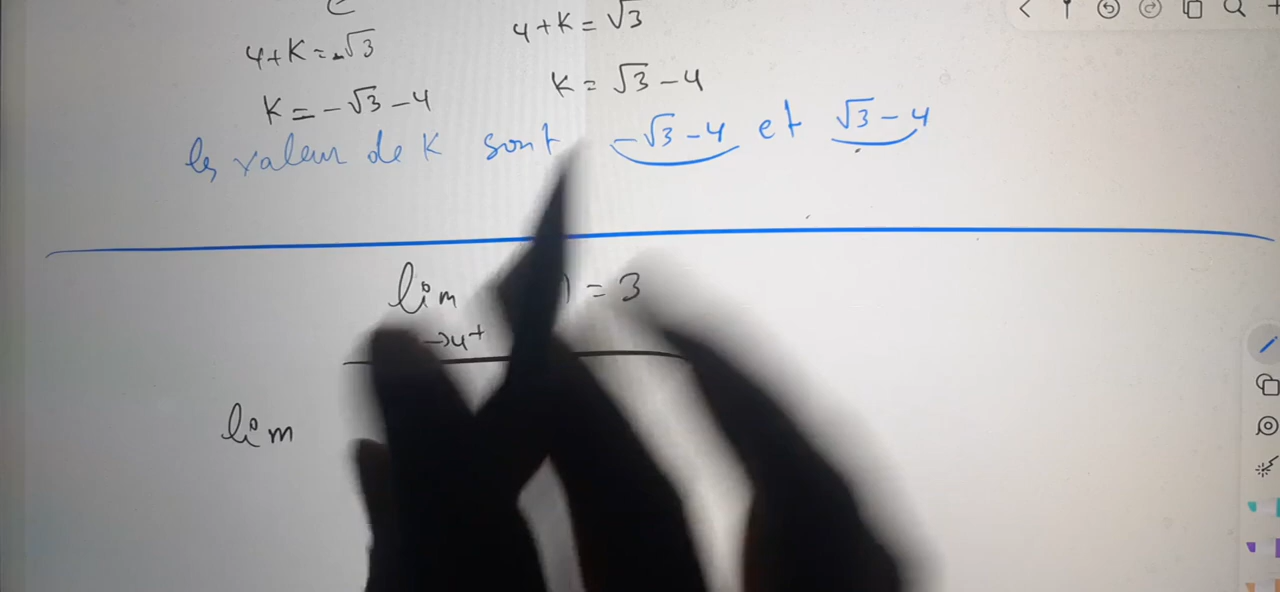 4+K = -√3
4+K = √3
K = -√3 - 4
K = √3 - 4
les valeur de K sont -√3 - 4 et √3 - 4
lim ) = 3
→4⁺
lim